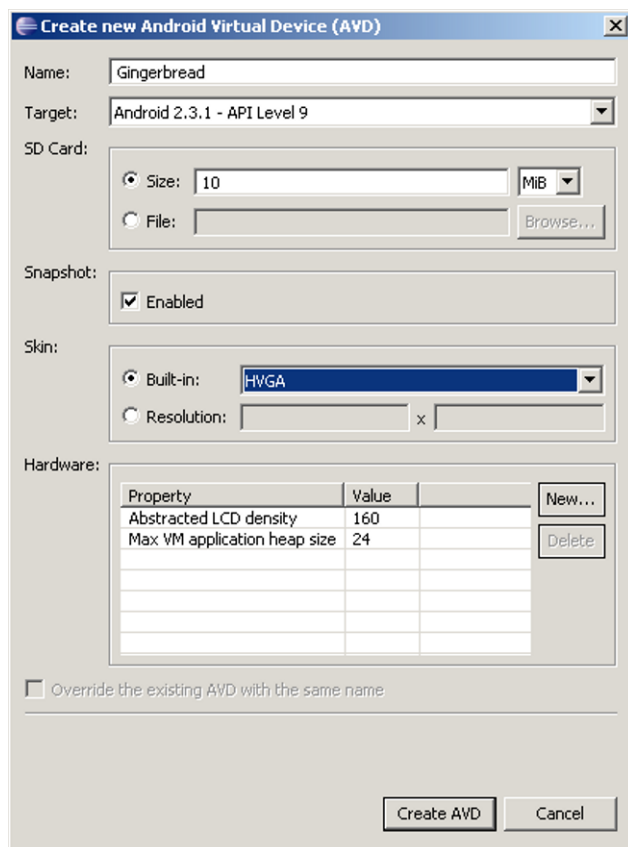 Create new Android Virtual Device (AVD)
Name: Gingerbread
Target: Android 2.3.1 - API Level 9
SD Card:
Size: 10 MiB
File: Browse...
Snapshot:
Enabled
Skin:
Built-in: HVGA
Resolution: x
Hardware:
Property Value New...
Abstracted LCD density 160
Max VM application heap size 24 Delete
Override the existing AVD with the same name
Create AVD Cancel